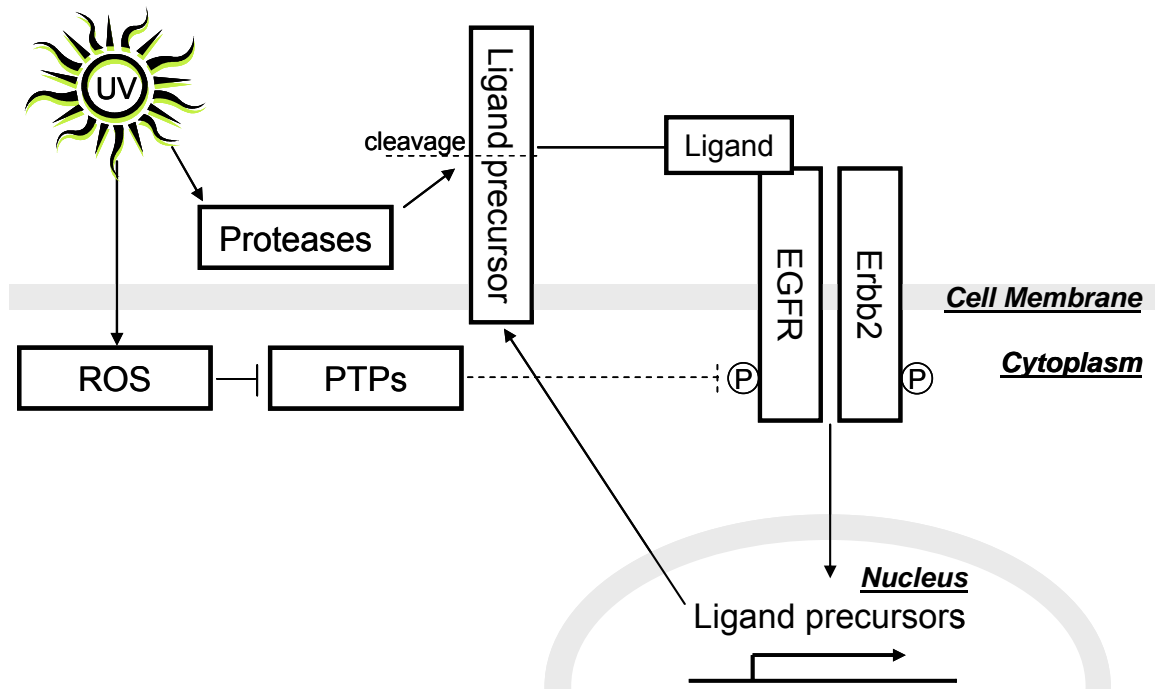 UV
cleavage
Ligand precursor
Ligand
Proteases
EGFR
Erbb2
Cell Membrane
ROS
PTPs
P
P
Cytoplasm
Nucleus
Ligand precursors